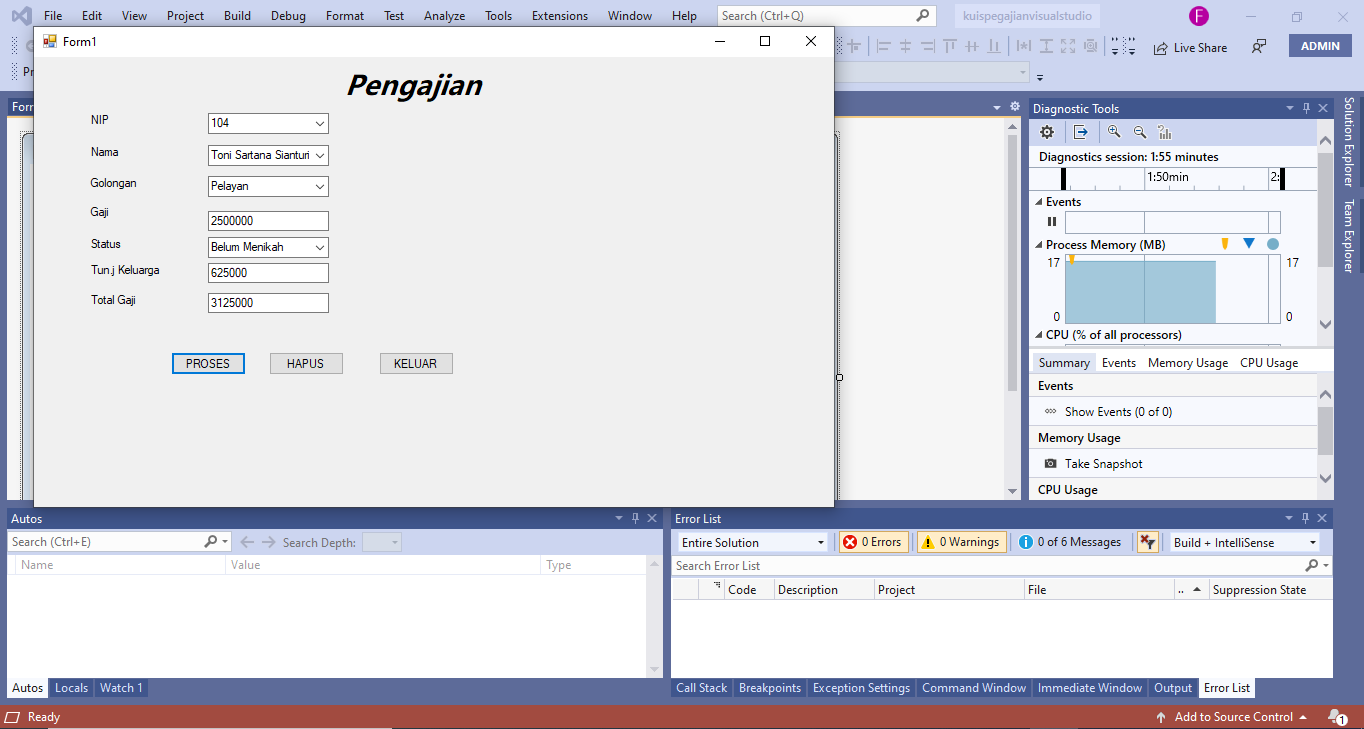 File Edit View Project Build Debug Format Test Analyze Tools Extensions Window Help Search (Ctrl+Q) kuispegajianvisualstudio F
Form1
Live Share ADMIN
Pr
Form
Pengajian
NIP 104
Nama Toni Sartana Sianturi
Golongan Pelayan
Gaji 2500000
Status Belum Menikah
Tun.j Keluarga 625000
Total Gaji 3125000
PROSES HAPUS KELUAR
Diagnostic Tools
Diagnostics session: 1:55 minutes
1:50min 2:
Events
Process Memory (MB)
17 17
0 0
CPU (% of all processors)
Summary Events Memory Usage CPU Usage
Events
Show Events (0 of 0)
Memory Usage
Take Snapshot
CPU Usage
Solution Explorer
Team Explorer
Autos
Search (Ctrl+E) Search Depth:
Name Value Type
Autos Locals Watch 1
Error List
Entire Solution 0 Errors 0 Warnings 0 of 6 Messages Build + IntelliSense
Search Error List
Code Description Project File .. Suppression State
Call Stack Breakpoints Exception Settings Command Window Immediate Window Output Error List
Ready Add to Source Control 1